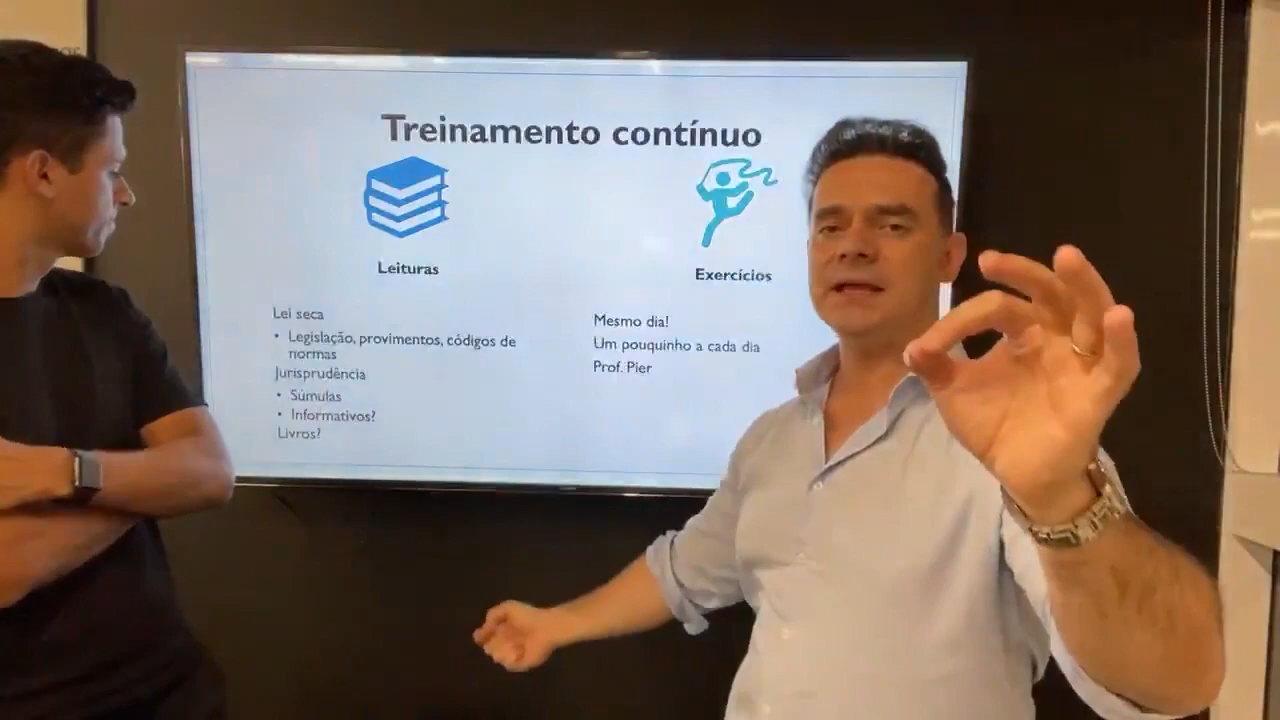 Treinamento contínuo
Leituras
Lei seca
• Legislação, provimentos, códigos de
normas
Jurisprudência
• Súmulas
• Informativos?
Livros?
Exercícios
Mesmo dia!
Um pouquinho a cada dia
Prof. Pier